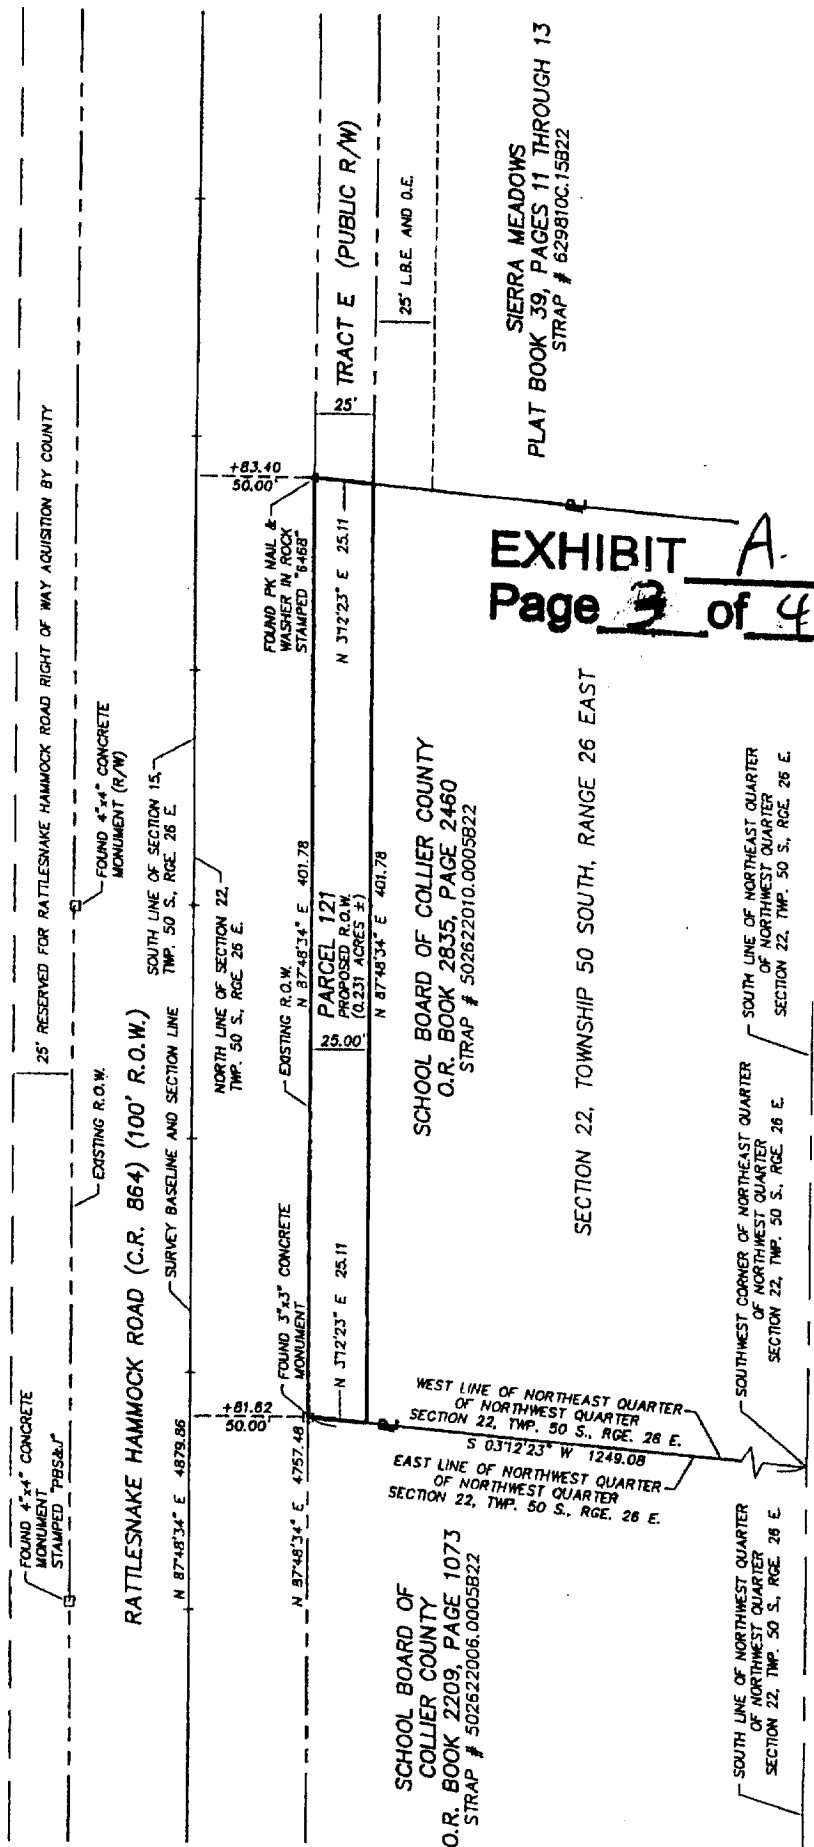 25' RESERVED FOR RATTLESNAKE HAMMOCK ROAD RIGHT OF WAY AQUISITION BY COUNTY
FOUND 4"x4" CONCRETE
MONUMENT
STAMPED "PBS&J"
EXISTING R.O.W.
FOUND 4"x4" CONCRETE
MONUMENT (R/W)
RATTLESNAKE HAMMOCK ROAD (C.R. 864) (100' R.O.W.)
SURVEY BASELINE AND SECTION LINE
SOUTH LINE OF SECTION 15,
TWP. 50 S., RGE. 26 E.
N 87°48'34" E 4879.86
NORTH LINE OF SECTION 22,
TWP. 50 S., RGE. 26 E.
+81.62
50.00'
+83.40
50.00'
FOUND 3"x3" CONCRETE
MONUMENT
EXISTING R.O.W.
FOUND PK NAIL &
WASHER IN ROCK
STAMPED "6468"
N 87°48'34" E 4757.48
N 87°48'34" E 401.78
N 3°12'23" E 25.11
25.00'
PARCEL 121
PROPOSED R.O.W.
(0.231 ACRES ±)
N 3°12'23" E 25.11
25'
TRACT E (PUBLIC R/W)
N 87°48'34" E 401.78
25' L.B.E. AND D.E.
SCHOOL BOARD OF
COLLIER COUNTY
O.R. BOOK 2209, PAGE 1073
STRAP # 502622006.0005B22
WEST LINE OF NORTHEAST QUARTER
OF NORTHWEST QUARTER
SECTION 22, TWP. 50 S., RGE. 26 E.
S 03°12'23" W 1249.08
EAST LINE OF NORTHWEST QUARTER
OF NORTHWEST QUARTER
SECTION 22, TWP. 50 S., RGE. 26 E.
SCHOOL BOARD OF COLLIER COUNTY
O.R. BOOK 2835, PAGE 2460
STRAP # 502622010.0005B22
SIERRA MEADOWS
PLAT BOOK 39, PAGES 11 THROUGH 13
STRAP # 629810C.15B22
EXHIBIT A.
Page 3 of 4
SECTION 22, TOWNSHIP 50 SOUTH, RANGE 26 EAST
SOUTH LINE OF NORTHWEST QUARTER
OF NORTHWEST QUARTER
SECTION 22, TWP. 50 S., RGE. 26 E.
SOUTHWEST CORNER OF NORTHEAST QUARTER
OF NORTHWEST QUARTER
SECTION 22, TWP. 50 S., RGE. 26 E.
SOUTH LINE OF NORTHEAST QUARTER
OF NORTHWEST QUARTER
SECTION 22, TWP. 50 S., RGE. 26 E.